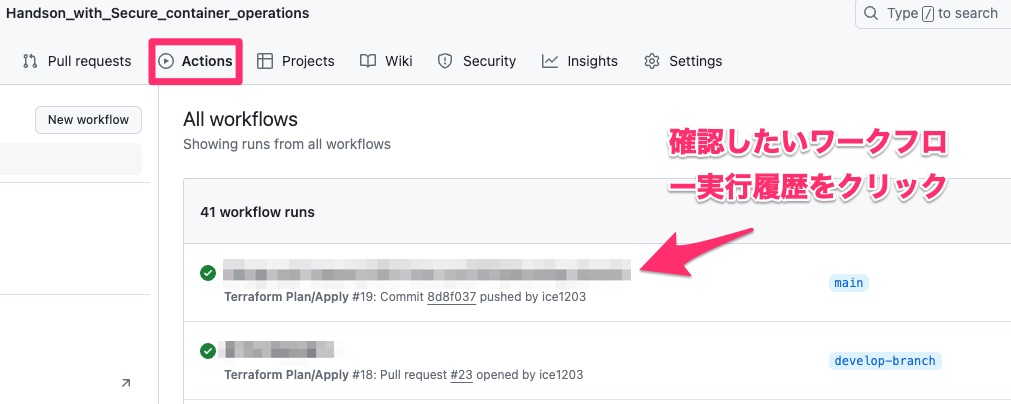 Handson_with_Secure_container_operations
Type / to search
Pull requests
Actions
Projects
Wiki
Security
Insights
Settings
New workflow
All workflows
Showing runs from all workflows
確認したいワークフロ
ー実行履歴をクリック
41 workflow runs
main
Terraform Plan/Apply #19: Commit 8d8f037 pushed by ice1203
develop-branch
Terraform Plan/Apply #18: Pull request #23 opened by ice1203